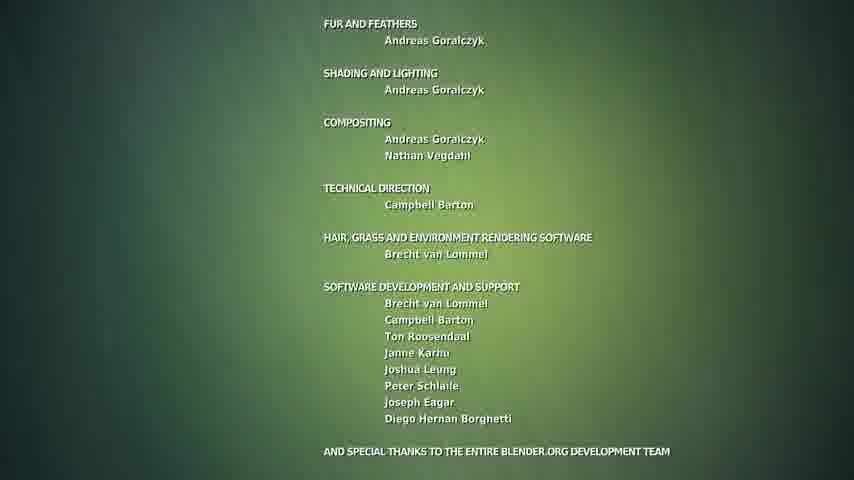 FUR AND FEATHERS
Andreas Goralczyk
SHADING AND LIGHTING
Andreas Goralczyk
COMPOSITING
Andreas Goralczyk
Nathan Vegdahl
TECHNICAL DIRECTION
Campbell Barton
HAIR, GRASS AND ENVIRONMENT RENDERING SOFTWARE
Brecht van Lommel
SOFTWARE DEVELOPMENT AND SUPPORT
Brecht van Lommel
Campbell Barton
Ton Roosendaal
Janne Karhu
Joshua Leung
Peter Schlaile
Joseph Eagar
Diego Hernan Borghetti
AND SPECIAL THANKS TO THE ENTIRE BLENDER.ORG DEVELOPMENT TEAM